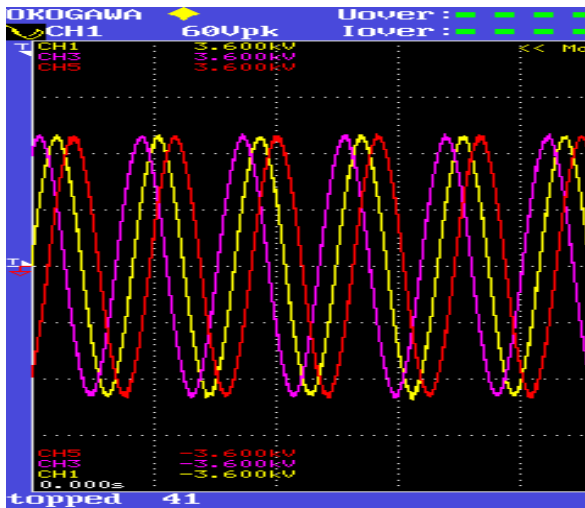 OKOGAWA Uover:
CH1 60Vpk Iover:
T CH1 3.600kV << Mo
CH3 3.600kV
CH5 3.600kV
T
CH5 -3.600kV
CH3 -3.600kV
CH1 -3.600kV
0.000s
topped 41